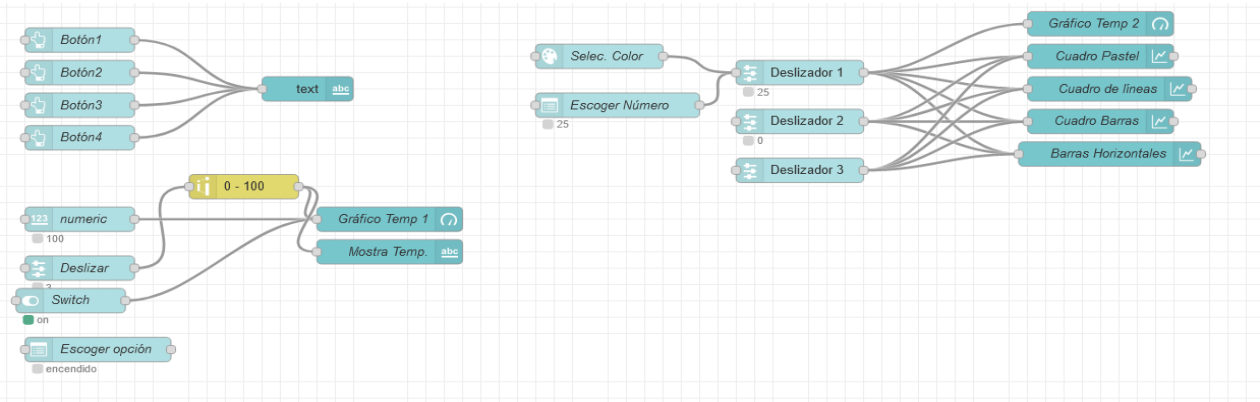 Botón1
Botón2
Botón3
Botón4
text abc
0 - 100
123 numeric
100
Deslizar
3
Switch
on
Escoger opción
encendido
Gráfico Temp 1
Mostra Temp. abc
Selec. Color
Escoger Número
25
Deslizador 1
25
Deslizador 2
0
Deslizador 3
Gráfico Temp 2
Cuadro Pastel
Cuadro de líneas
Cuadro Barras
Barras Horizontales